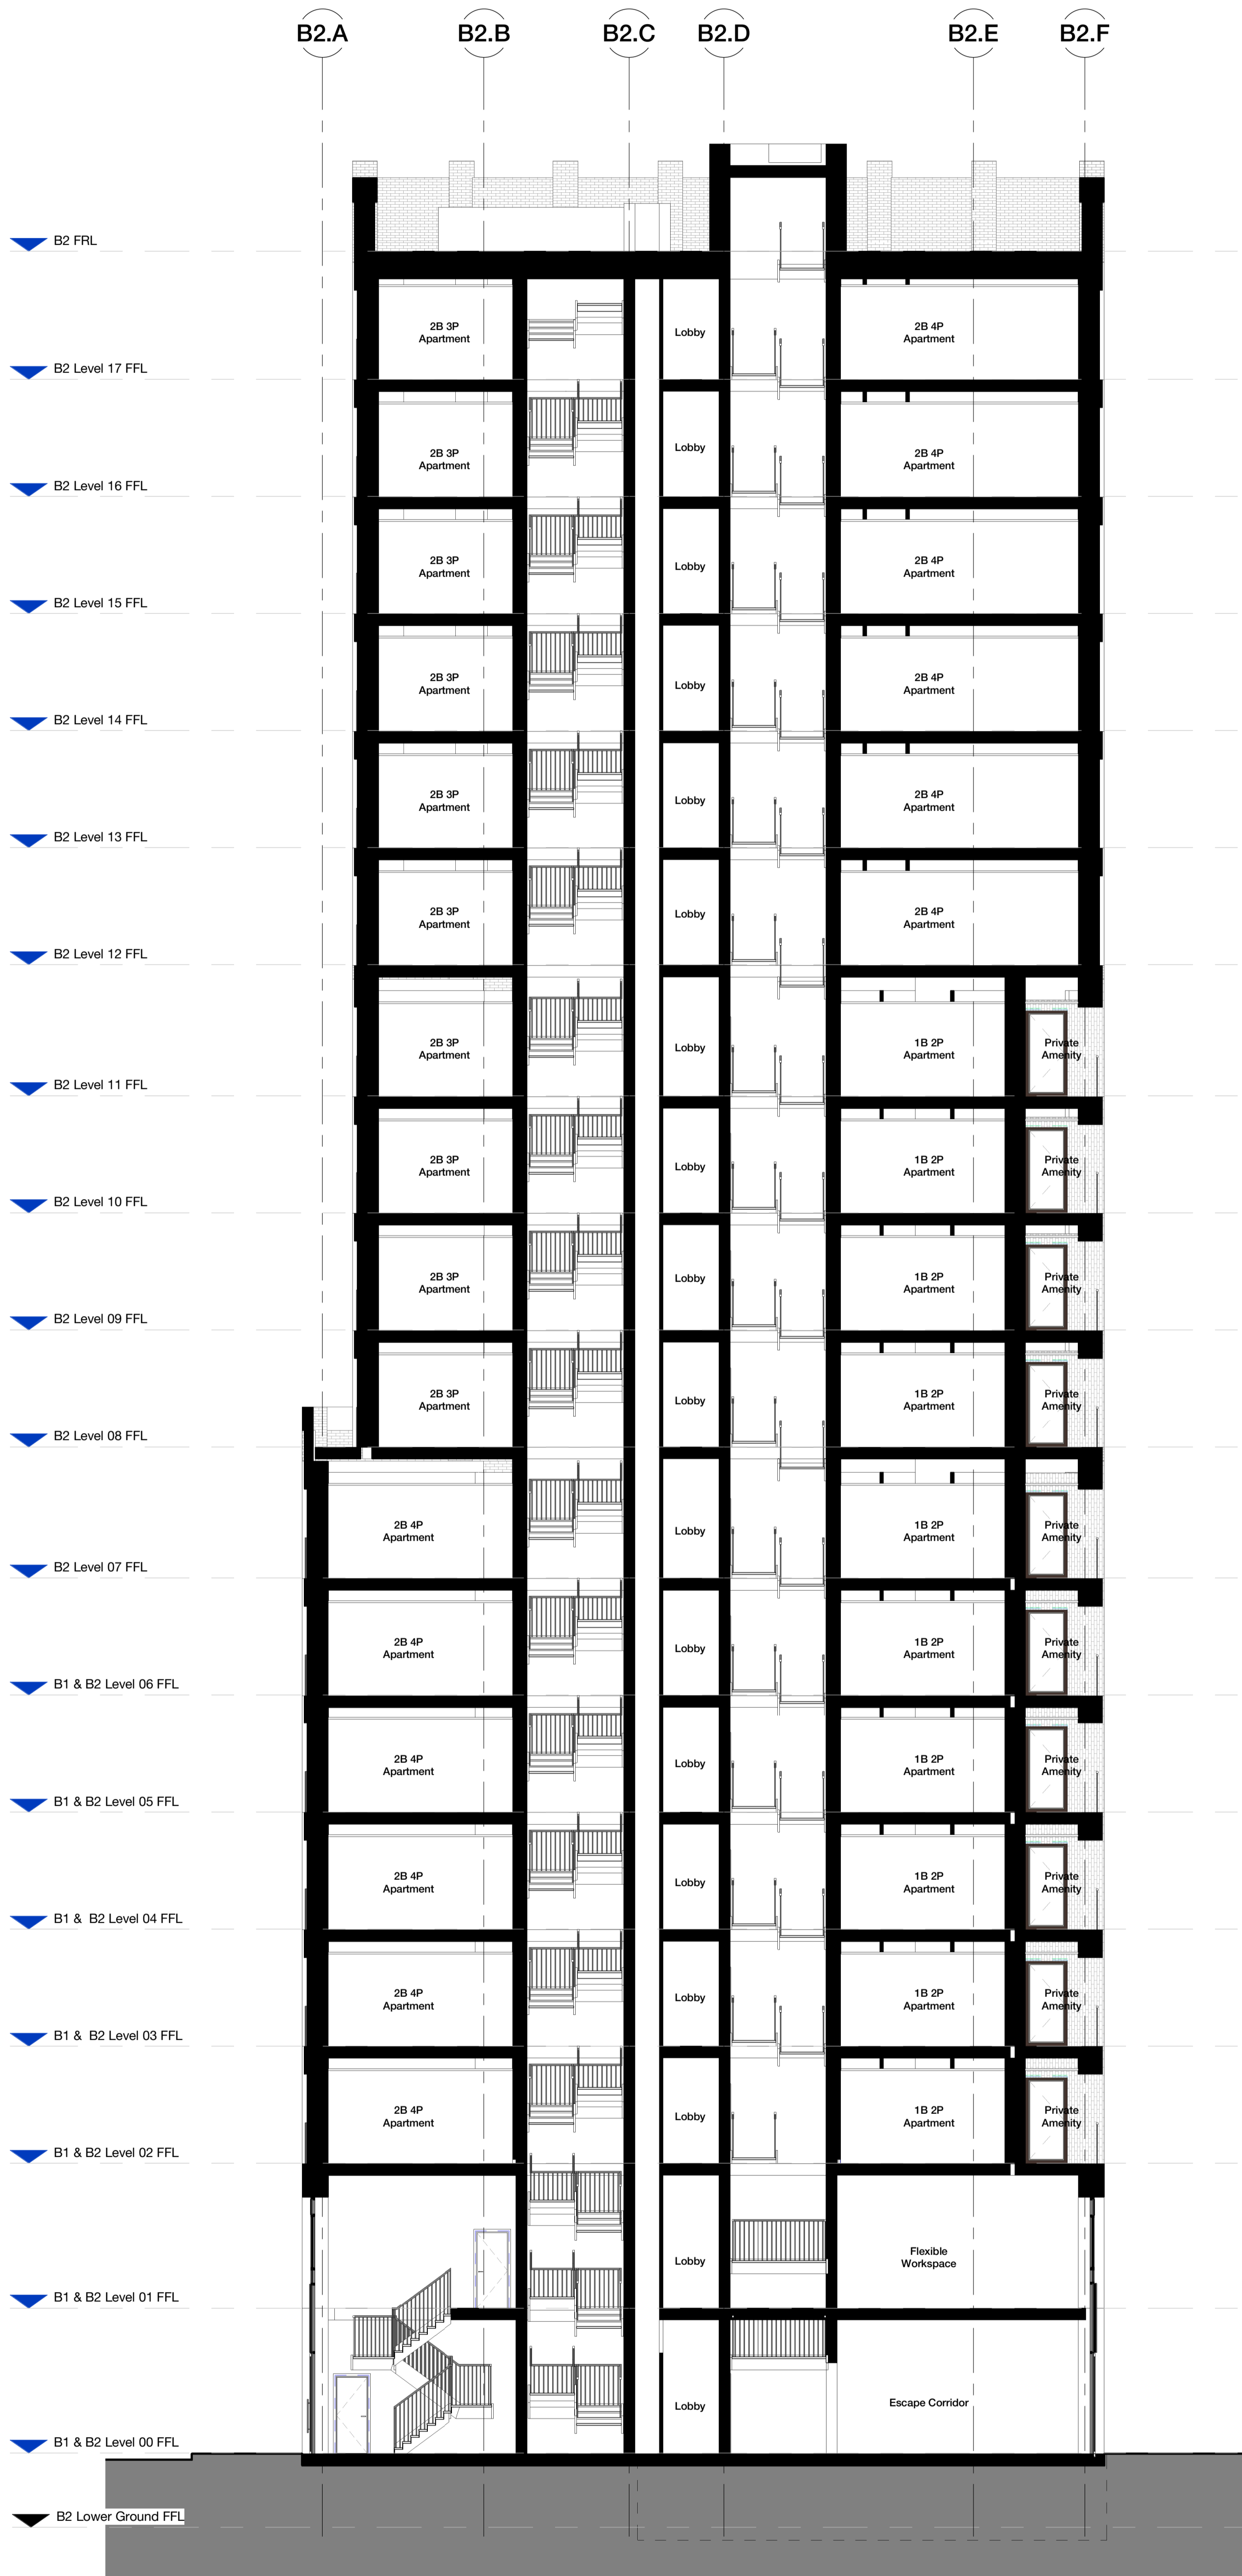 B2.A B2.B B2.C B2.D B2.E B2.F
B2 FRL
2B 3P
Apartment
Lobby
2B 4P
Apartment
B2 Level 17 FFL
2B 3P
Apartment
Lobby
2B 4P
Apartment
B2 Level 16 FFL
2B 3P
Apartment
Lobby
2B 4P
Apartment
B2 Level 15 FFL
2B 3P
Apartment
Lobby
2B 4P
Apartment
B2 Level 14 FFL
2B 3P
Apartment
Lobby
2B 4P
Apartment
B2 Level 13 FFL
2B 3P
Apartment
Lobby
2B 4P
Apartment
B2 Level 12 FFL
2B 3P
Apartment
Lobby
1B 2P
Apartment
Private
Amenity
B2 Level 11 FFL
2B 3P
Apartment
Lobby
1B 2P
Apartment
Private
Amenity
B2 Level 10 FFL
2B 3P
Apartment
Lobby
1B 2P
Apartment
Private
Amenity
B2 Level 09 FFL
2B 3P
Apartment
Lobby
1B 2P
Apartment
Private
Amenity
B2 Level 08 FFL
2B 4P
Apartment
Lobby
1B 2P
Apartment
Private
Amenity
B2 Level 07 FFL
2B 4P
Apartment
Lobby
1B 2P
Apartment
Private
Amenity
B1 & B2 Level 06 FFL
2B 4P
Apartment
Lobby
1B 2P
Apartment
Private
Amenity
B1 & B2 Level 05 FFL
2B 4P
Apartment
Lobby
1B 2P
Apartment
Private
Amenity
B1 & B2 Level 04 FFL
2B 4P
Apartment
Lobby
1B 2P
Apartment
Private
Amenity
B1 & B2 Level 03 FFL
2B 4P
Apartment
Lobby
1B 2P
Apartment
Private
Amenity
B1 & B2 Level 02 FFL
Lobby
Flexible
Workspace
B1 & B2 Level 01 FFL
Lobby
Escape Corridor
B1 & B2 Level 00 FFL
B2 Lower Ground FFL